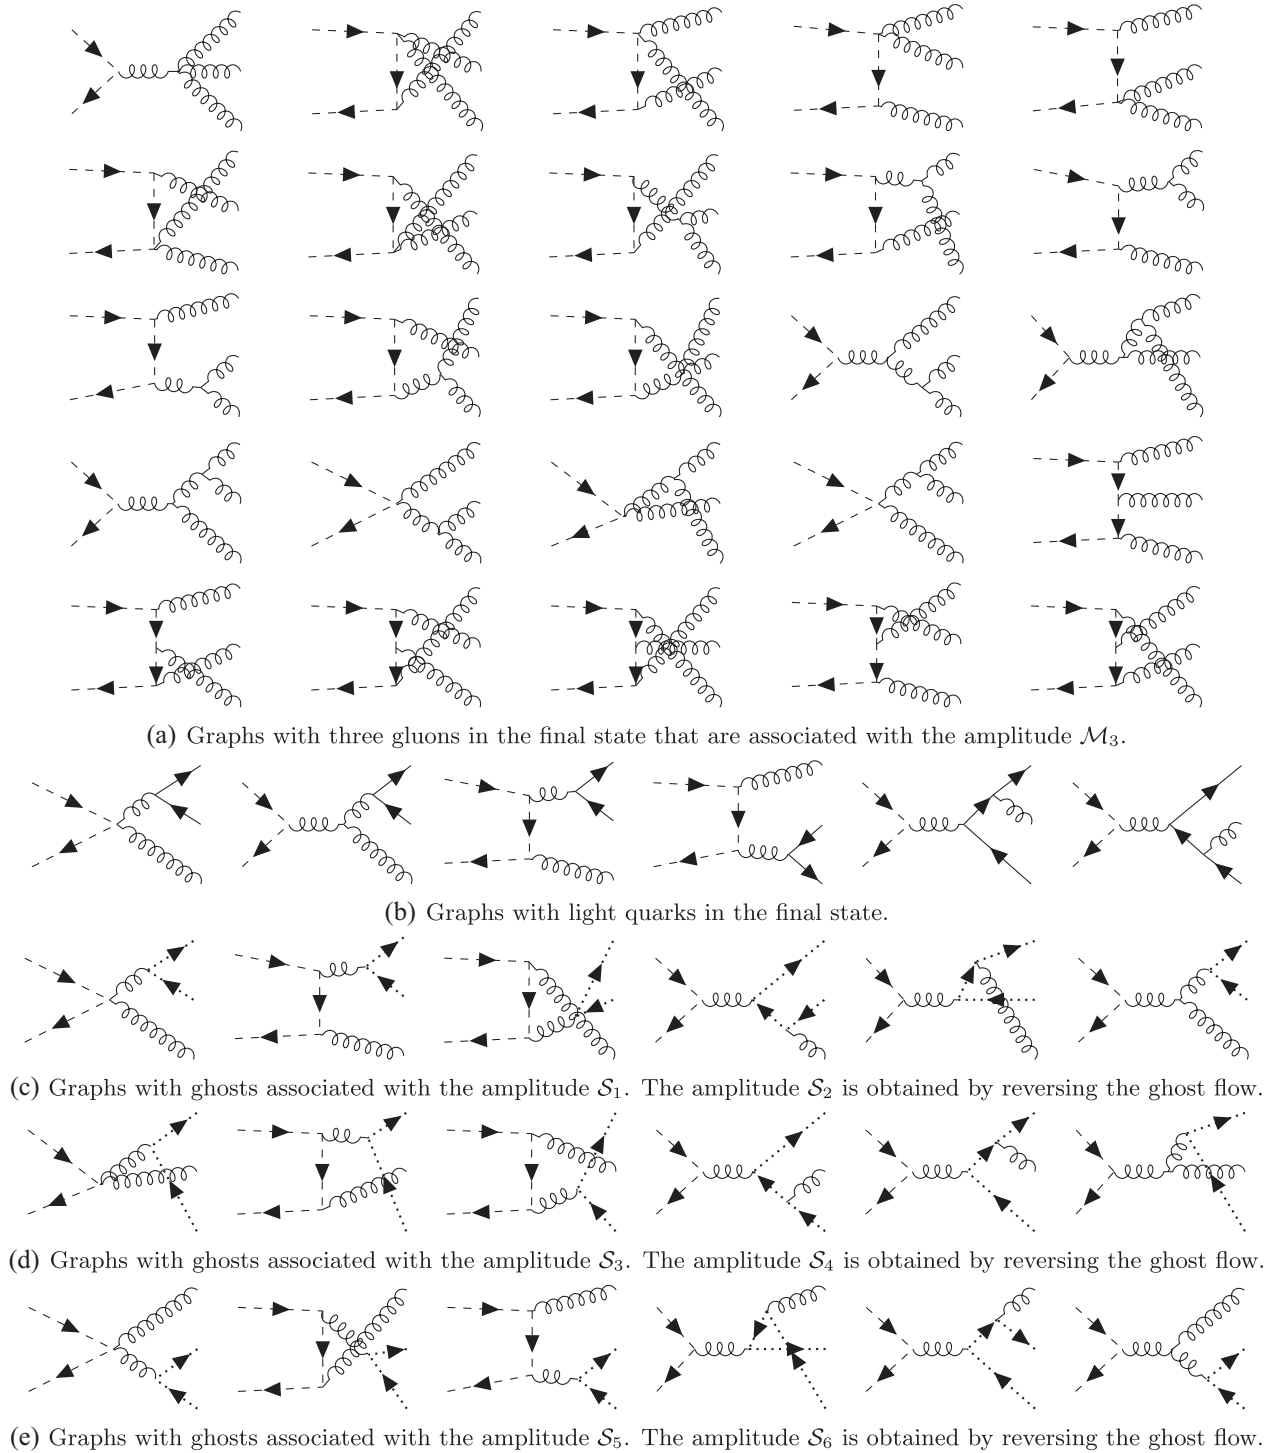 (a) Graphs with three gluons in the final state that are associated with the amplitude ℳ₃.
(b) Graphs with light quarks in the final state.
(c) Graphs with ghosts associated with the amplitude 𝒮₁. The amplitude 𝒮₂ is obtained by reversing the ghost flow.
(d) Graphs with ghosts associated with the amplitude 𝒮₃. The amplitude 𝒮₄ is obtained by reversing the ghost flow.
(e) Graphs with ghosts associated with the amplitude 𝒮₅. The amplitude 𝒮₆ is obtained by reversing the ghost flow.